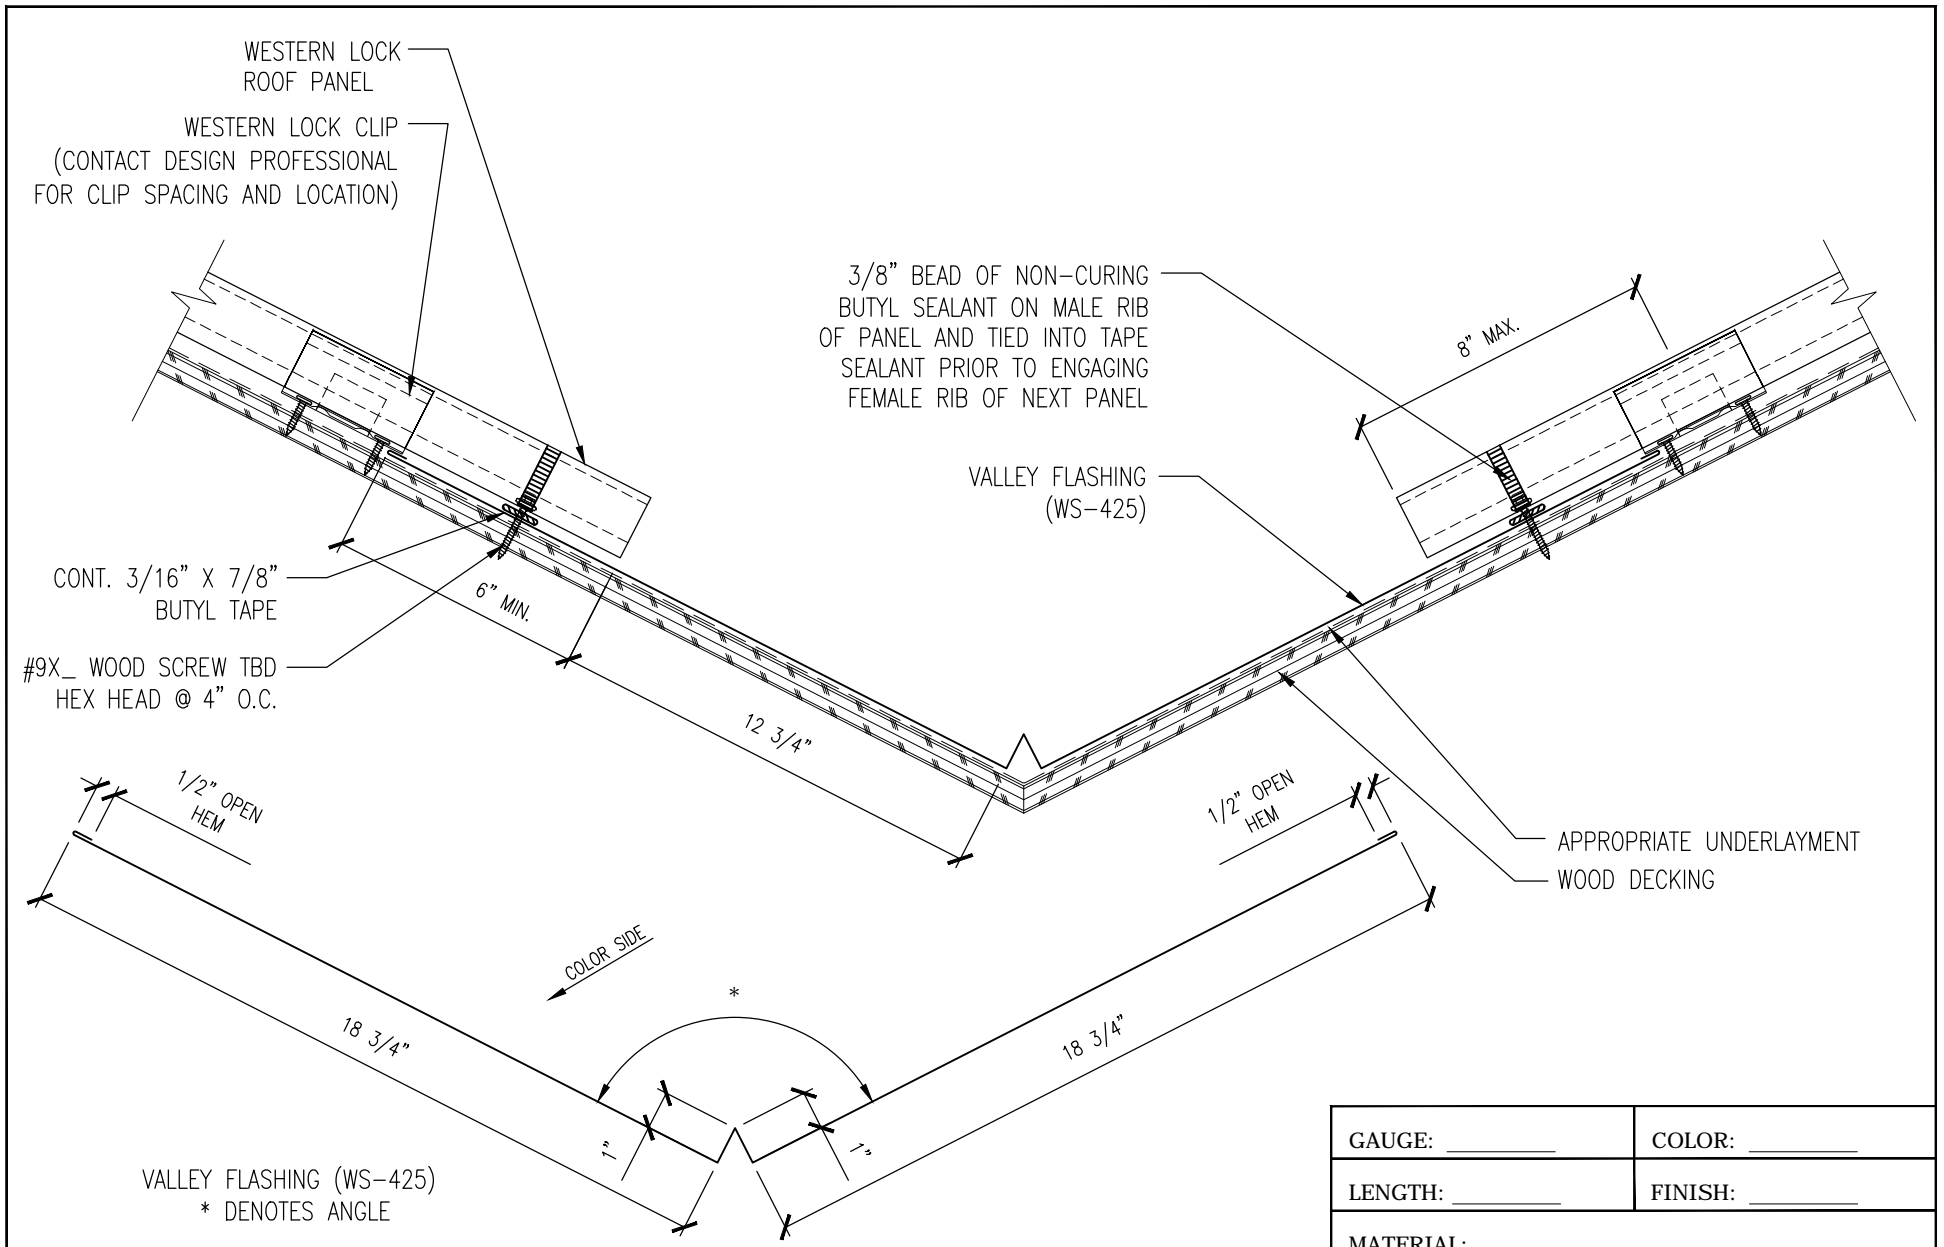 WESTERN LOCK
ROOF PANEL
WESTERN LOCK CLIP
(CONTACT DESIGN PROFESSIONAL
FOR CLIP SPACING AND LOCATION)
3/8” BEAD OF NON-CURING
BUTYL SEALANT ON MALE RIB
OF PANEL AND TIED INTO TAPE
SEALANT PRIOR TO ENGAGING
FEMALE RIB OF NEXT PANEL
8” MAX.
VALLEY FLASHING
(WS-425)
CONT. 3/16” X 7/8”
BUTYL TAPE
6” MIN.
#9X_ WOOD SCREW TBD
HEX HEAD @ 4” O.C.
12 3/4”
1/2” OPEN
HEM
1/2” OPEN
HEM
APPROPRIATE UNDERLAYMENT
WOOD DECKING
COLOR SIDE
*
18 3/4”
18 3/4”
1”
1”
VALLEY FLASHING (WS-425)
* DENOTES ANGLE
GAUGE: ________
COLOR: ________
LENGTH: ________
FINISH: ________
MATERIAL: